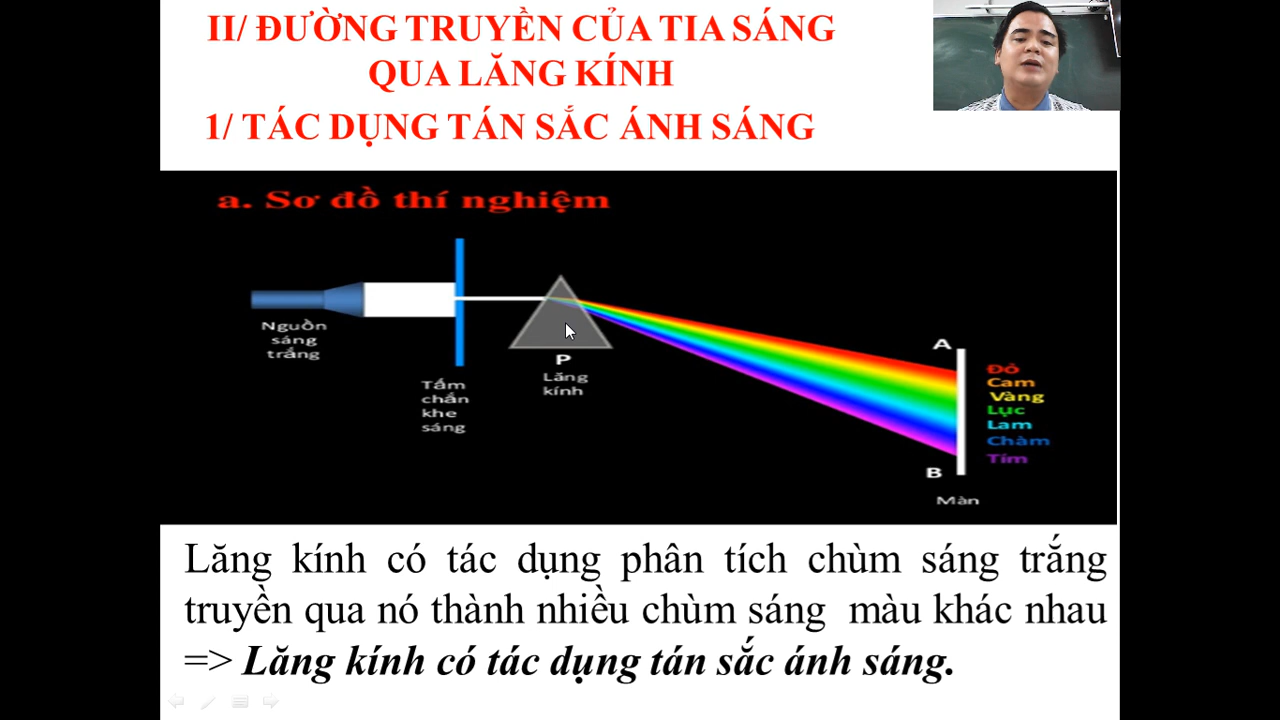 II/ ĐƯỜNG TRUYỀN CỦA TIA SÁNG
QUA LĂNG KÍNH
1/ TÁC DỤNG TÁN SẮC ÁNH SÁNG
a. Sơ đồ thí nghiệm
Nguồn
sáng
trắng
Tấm
chắn
khe
sáng
P
Lăng
kính
A
B
Đỏ
Cam
Vàng
Lục
Lam
Chàm
Tím
Màn
Lăng kính có tác dụng phân tích chùm sáng trắng
truyền qua nó thành nhiều chùm sáng màu khác nhau
=> Lăng kính có tác dụng tán sắc ánh sáng.